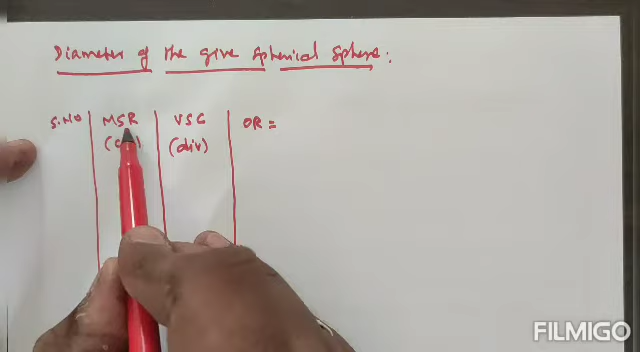 Diameter of the give Spherical Sphere:
S.NO MSR VSC OR =
(div)
FILMIGO